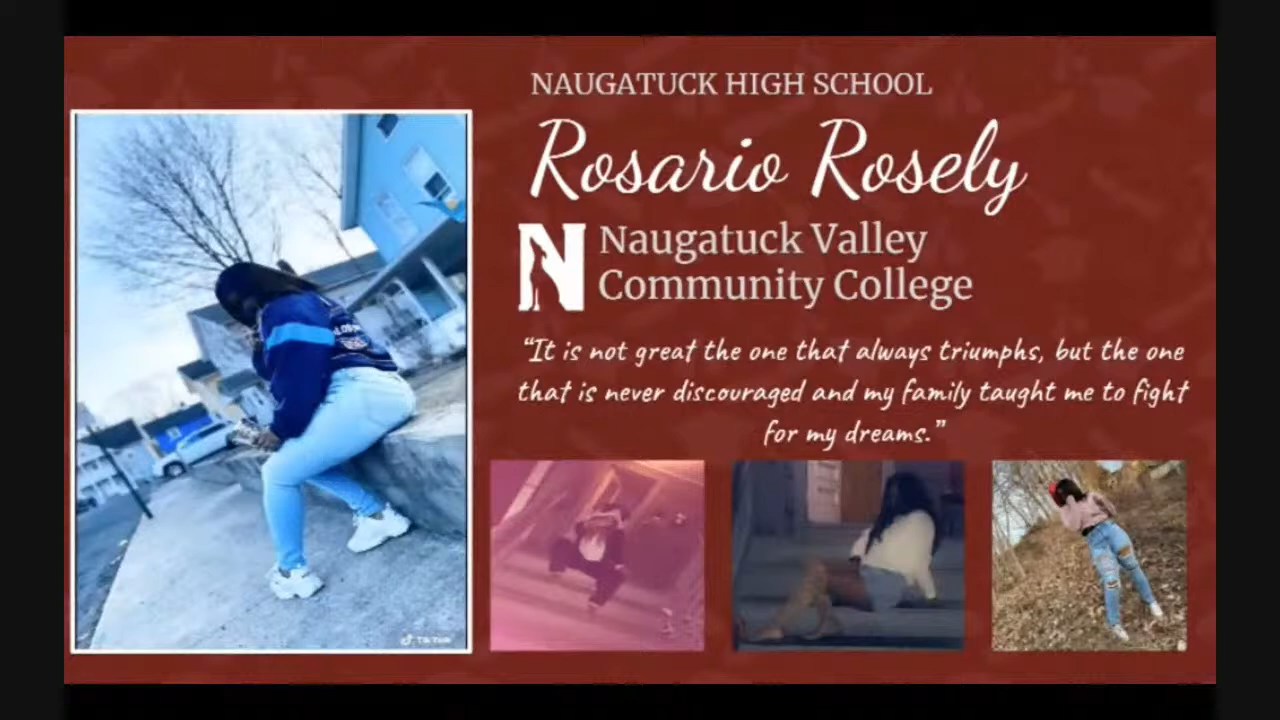 NAUGATUCK HIGH SCHOOL
Rosario Rosely
N Naugatuck Valley
Community College
“It is not great the one that always triumphs, but the one
that is never discouraged and my family taught me to fight
for my dreams.”
TikTok